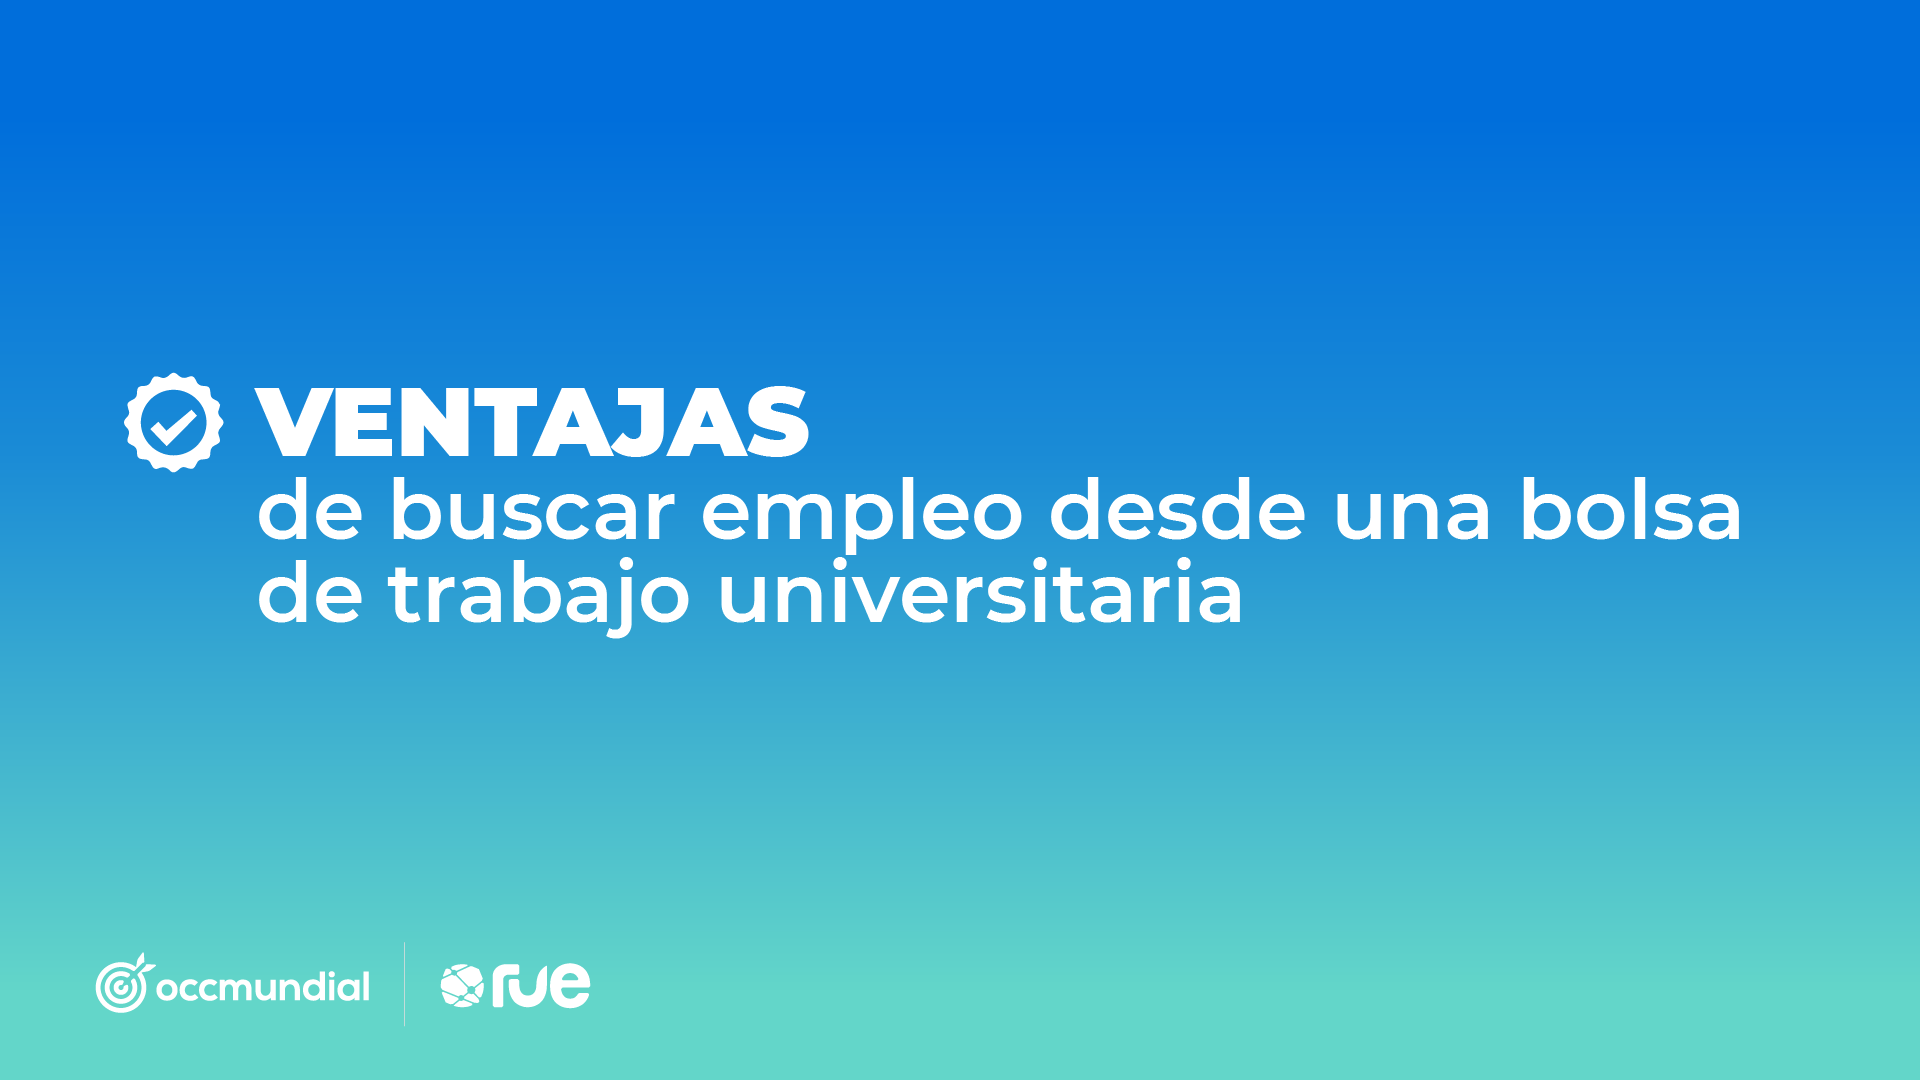 VENTAJAS
de buscar empleo desde una bolsa
de trabajo universitaria
occmundial
rue